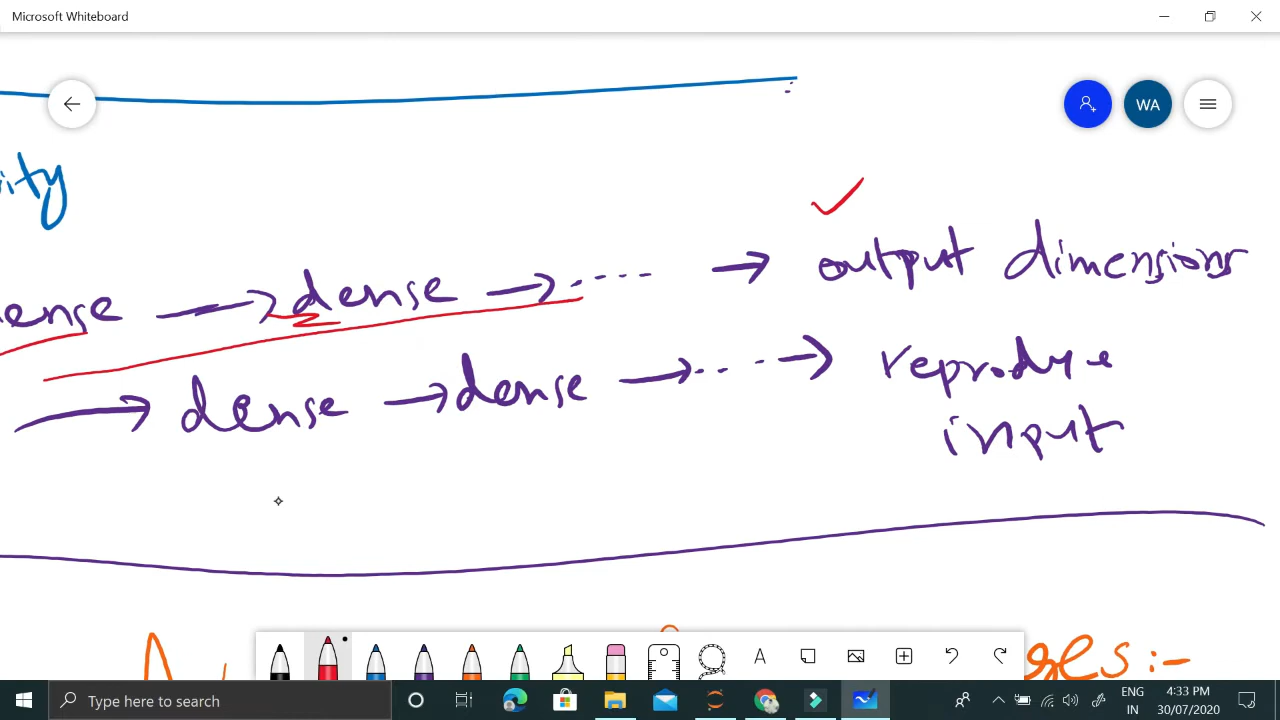 Microsoft Whiteboard
WA
ity
ense → dense → ---- → output dimensions
→ dense → dense → ---- → reproduce
input
ges :-
A
Type here to search
ENG
IN
4:33 PM
30/07/2020